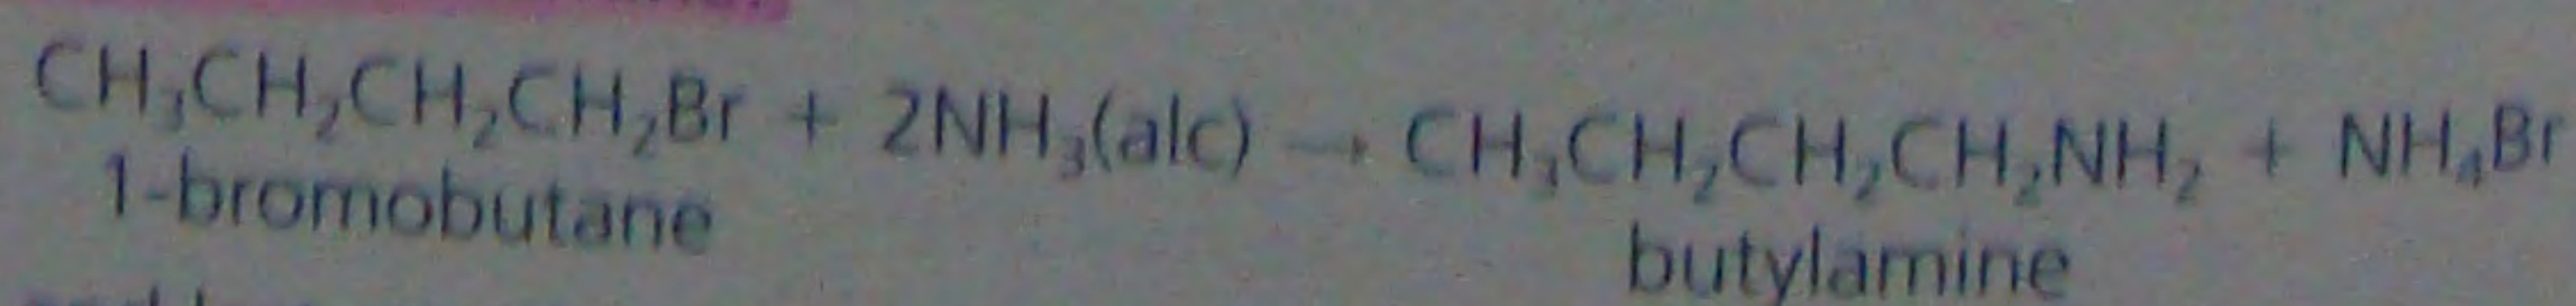 CH₃CH₂CH₂CH₂Br + 2NH₃(alc) → CH₃CH₂CH₂CH₂NH₂ + NH₄Br
1-bromobutane
butylamine